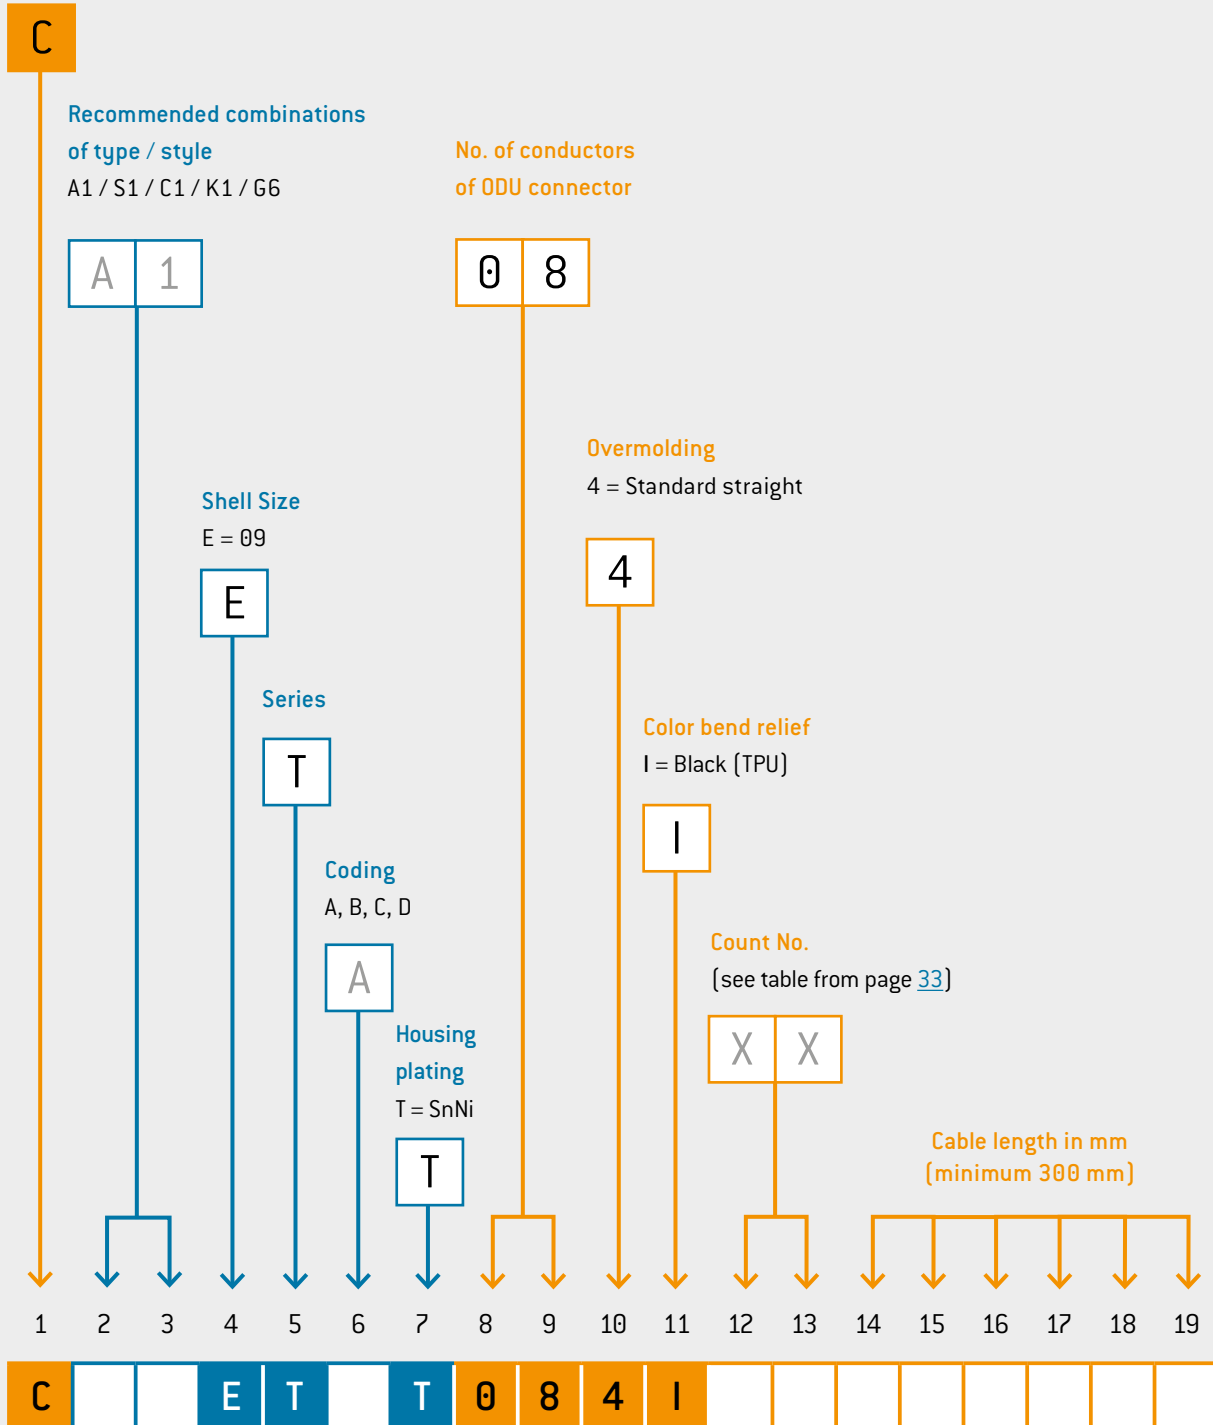 C
Recommended combinations
of type / style
A1 / S1 / C1 / K1 / G6
A 1
No. of conductors
of ODU connector
0 8
Overmolding
4 = Standard straight
4
Shell Size
E = 09
E
Series
T
Color bend relief
I = Black (TPU)
I
Coding
A, B, C, D
A
Count No.
(see table from page 33)
X X
Housing
plating
T = SnNi
T
Cable length in mm
(minimum 300 mm)
1 2 3 4 5 6 7 8 9 10 11 12 13 14 15 16 17 18 19
C E T T 0 8 4 I